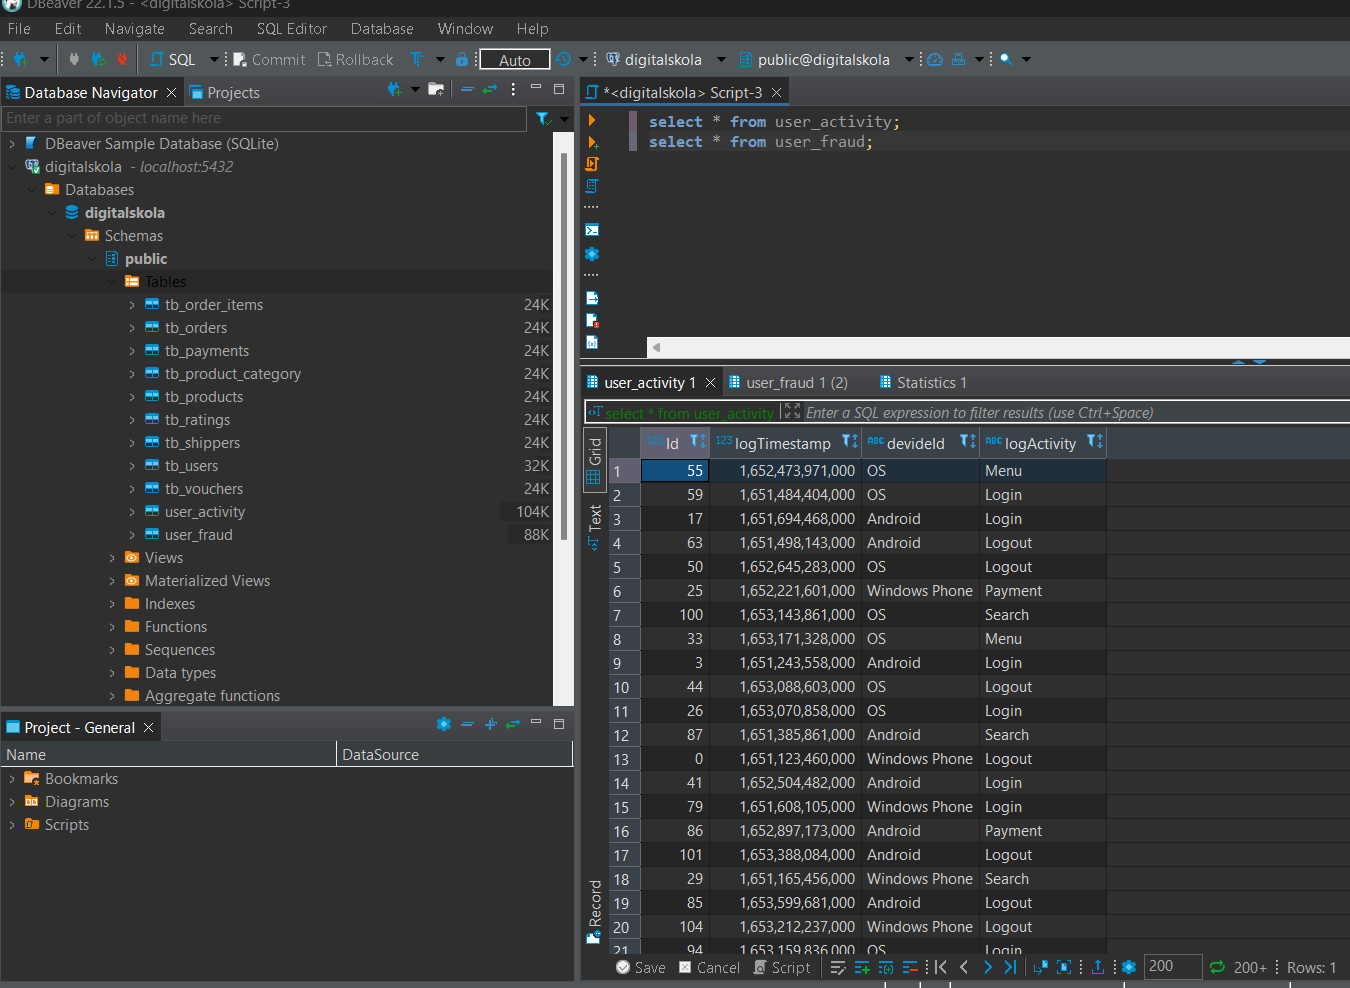 DBeaver 22.1.5 - <digitalskola> Script-3
File Edit Navigate Search SQL Editor Database Window Help
SQL Commit Rollback Auto digitalskola public@digitalskola
Database Navigator Projects
Enter a part of object name here
DBeaver Sample Database (SQLite)
digitalskola - localhost:5432
Databases
digitalskola
Schemas
public
Tables
tb_order_items 24K
tb_orders 24K
tb_payments 24K
tb_product_category 24K
tb_products 24K
tb_ratings 24K
tb_shippers 24K
tb_users 32K
tb_vouchers 24K
user_activity 104K
user_fraud 88K
Views
Materialized Views
Indexes
Functions
Sequences
Data types
Aggregate functions
Project - General
Name DataSource
Bookmarks
Diagrams
Scripts
*<digitalskola> Script-3
select * from user_activity;
select * from user_fraud;
user_activity 1 user_fraud 1 (2) Statistics 1
select * from user_activity Enter a SQL expression to filter results (use Ctrl+Space)
Grid
Text
Record
123 Id 123 logTimestamp ABC devideId ABC logActivity
1 55 1,652,473,971,000 OS Menu
2 59 1,651,484,404,000 OS Login
3 17 1,651,694,468,000 Android Login
4 63 1,651,498,143,000 Android Logout
5 50 1,652,645,283,000 OS Logout
6 25 1,652,221,601,000 Windows Phone Payment
7 100 1,653,143,861,000 OS Search
8 33 1,653,171,328,000 OS Menu
9 3 1,651,243,558,000 Android Login
10 44 1,653,088,603,000 OS Logout
11 26 1,653,070,858,000 OS Login
12 87 1,651,385,861,000 Android Search
13 0 1,651,123,460,000 Windows Phone Logout
14 41 1,652,504,482,000 Android Login
15 79 1,651,608,105,000 Windows Phone Login
16 86 1,652,897,173,000 Android Payment
17 101 1,653,388,084,000 Android Logout
18 29 1,651,165,456,000 Windows Phone Search
19 85 1,653,599,681,000 Android Logout
20 104 1,653,212,237,000 Windows Phone Logout
21 94 1,653,159,836,000 OS Login
Save Cancel Script 200 200+ Rows: 1